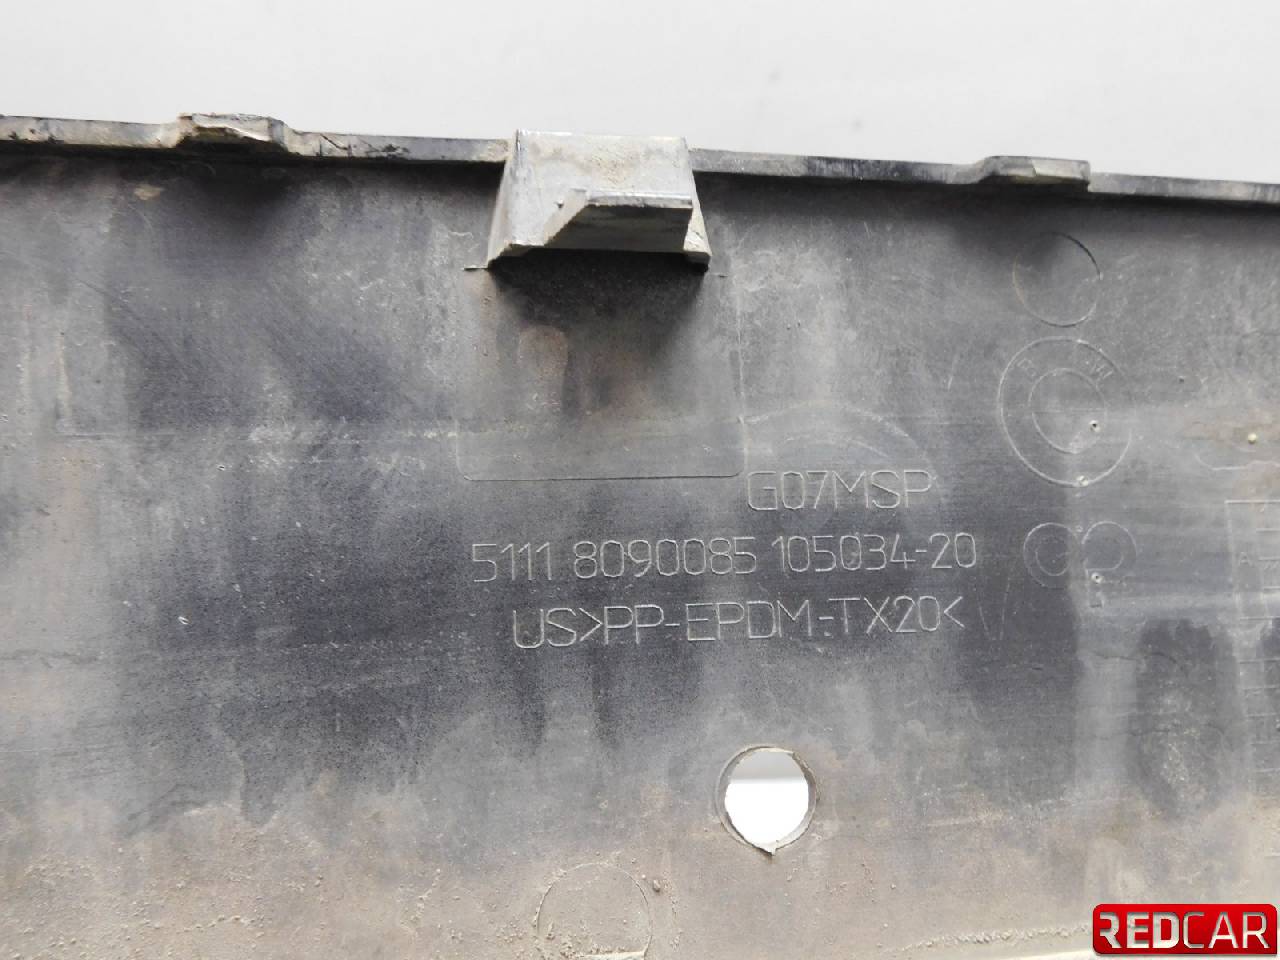 G07MSP
5111 8090085 105034-20
US>PP-EPDM-TX20<
REDCAR